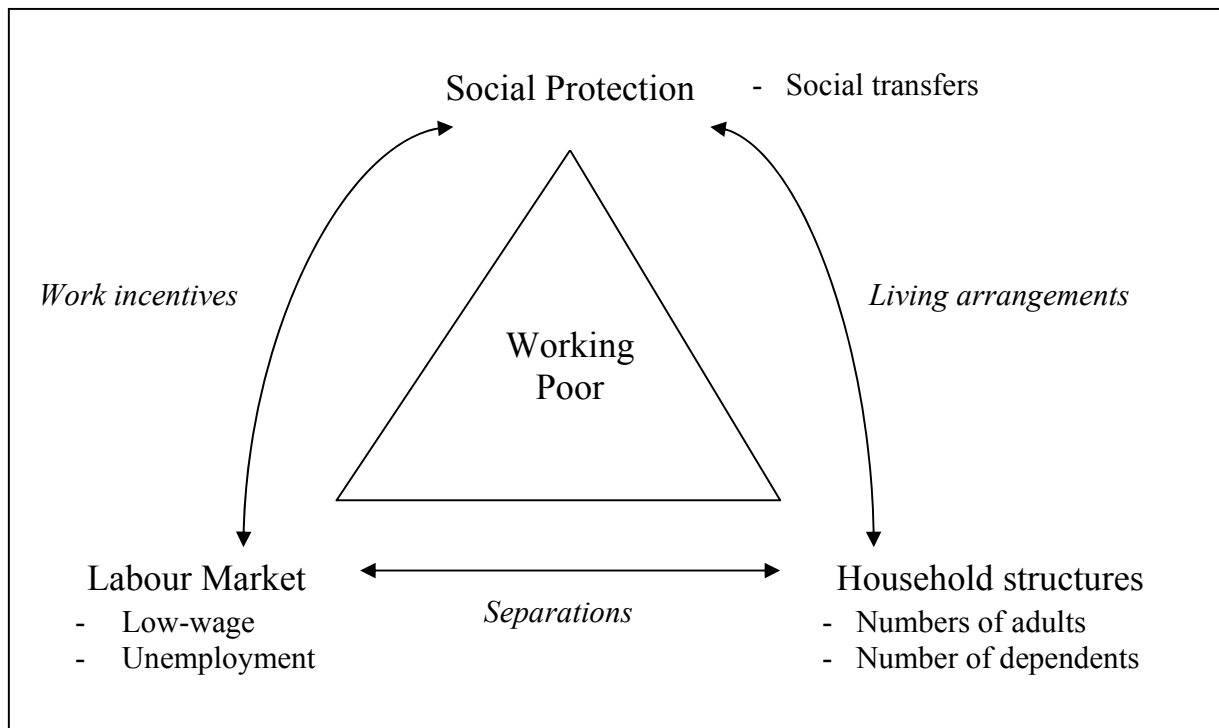 Social Protection - Social transfers
Work incentives
Living arrangements
Working
Poor
Labour Market
- Low-wage
- Unemployment
Separations
Household structures
- Numbers of adults
- Number of dependents